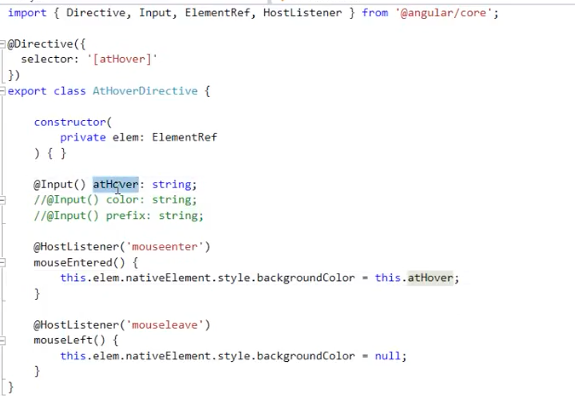 import { Directive, Input, ElementRef, HostListener } from '@angular/core';
@Directive({
selector: '[atHover]'
})
export class AtHoverDirective {
constructor(
private elem: ElementRef
) { }
@Input() atHover: string;
//@Input() color: string;
//@Input() prefix: string;
@HostListener('mouseenter')
mouseEntered() {
this.elem.nativeElement.style.backgroundColor = this.atHover;
}
@HostListener('mouseleave')
mouseLeft() {
this.elem.nativeElement.style.backgroundColor = null;
}
}